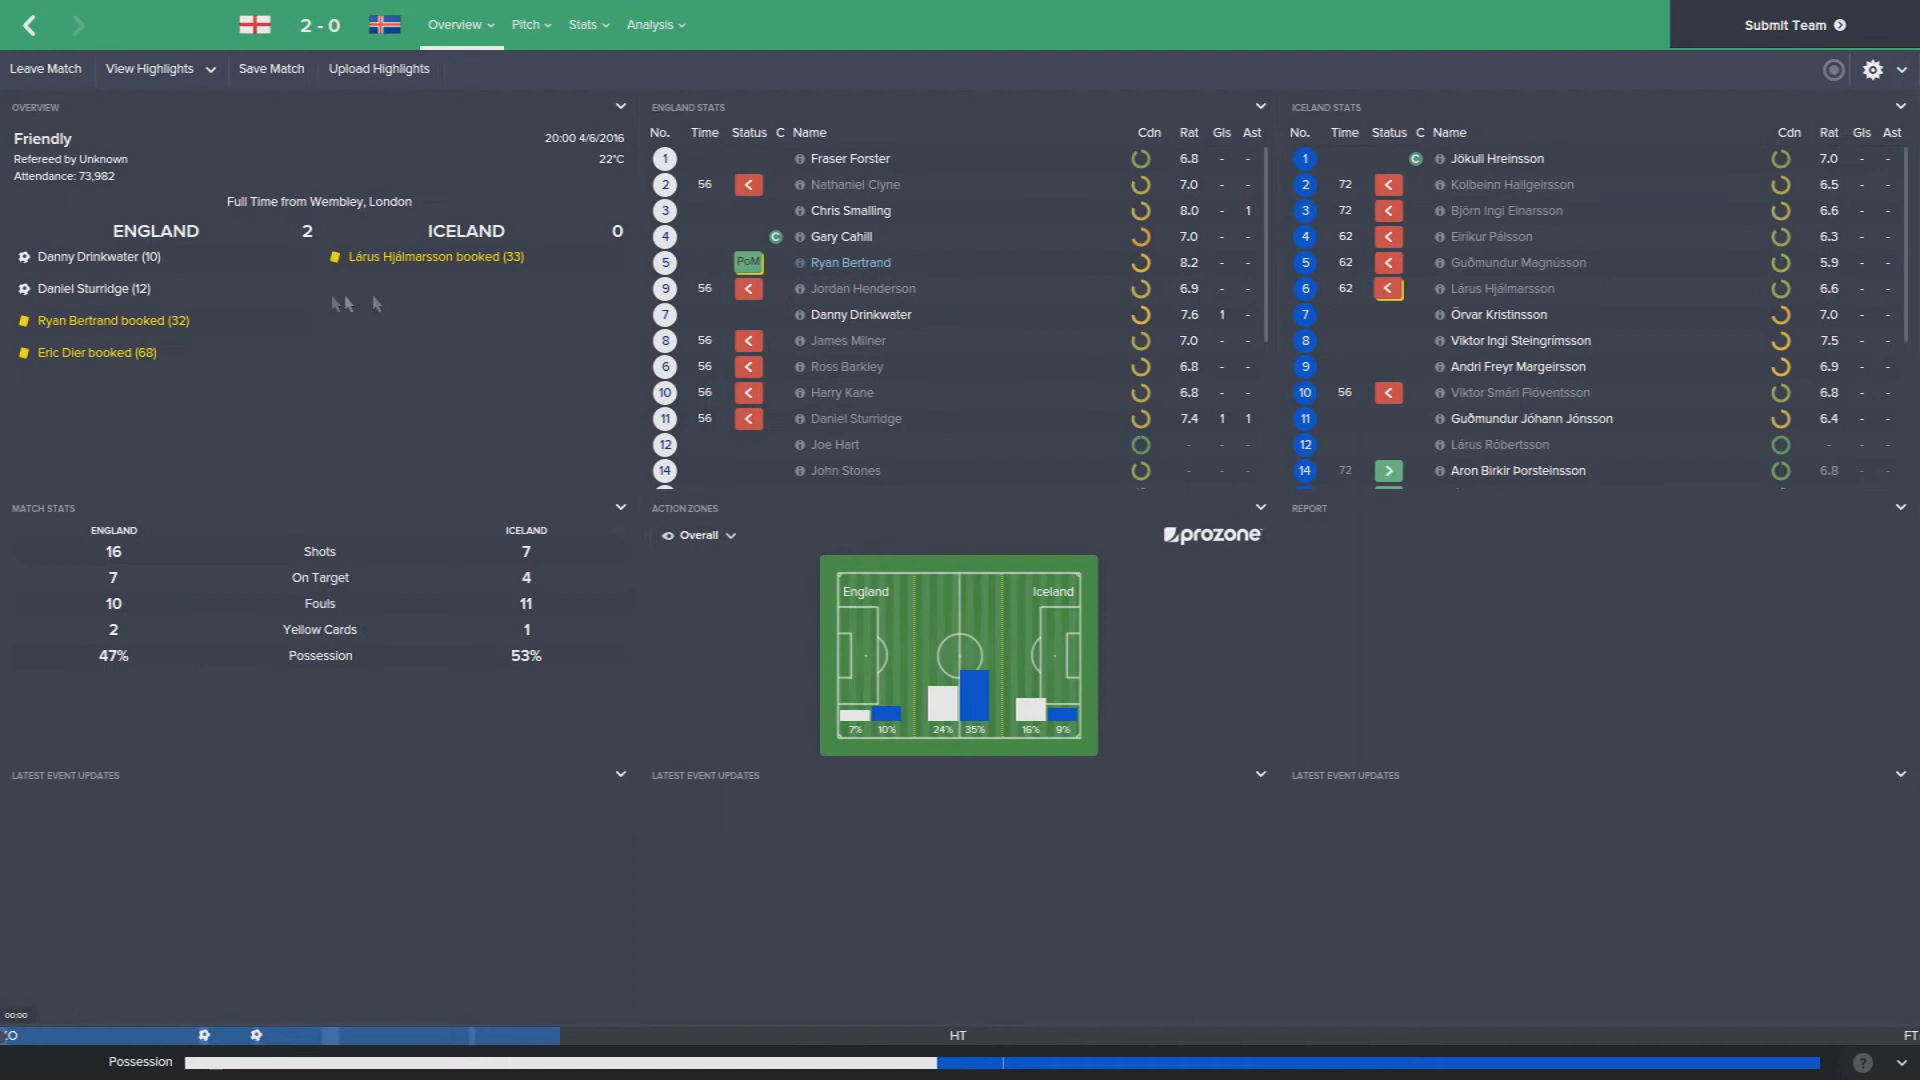 2 - 0
Overview
Pitch
Stats
Analysis
Submit Team
Leave Match
View Highlights
Save Match
Upload Highlights
OVERVIEW
Friendly
20:00 4/6/2016
Refereed by Unknown
22°C
Attendance: 73,982
Full Time from Wembley, London
ENGLAND 2 ICELAND 0
Danny Drinkwater (10)
Lárus Hjálmarsson booked (33)
Daniel Sturridge (12)
Ryan Bertrand booked (32)
Eric Dier booked (68)
ENGLAND STATS
No. Time Status C Name Cdn Rat Gls Ast
1 Fraser Forster 6.8 - -
2 56 Nathaniel Clyne 7.0 - -
3 Chris Smalling 8.0 - 1
4 C Gary Cahill 7.0 - -
5 PoM Ryan Bertrand 8.2 - -
9 56 Jordan Henderson 6.9 - -
7 Danny Drinkwater 7.6 1 -
8 56 James Milner 7.0 - -
6 56 Ross Barkley 6.8 - -
10 56 Harry Kane 6.8 - -
11 56 Daniel Sturridge 7.4 1 1
12 Joe Hart - - -
14 John Stones - - -
ICELAND STATS
No. Time Status C Name Cdn Rat Gls Ast
1 C Jökull Hreinsson 7.0 - -
2 72 Kolbeinn Hallgeirsson 6.5 - -
3 72 Björn Ingi Einarsson 6.6 - -
4 62 Eiríkur Pálsson 6.3 - -
5 62 Guðmundur Magnússon 5.9 - -
6 62 Lárus Hjálmarsson 6.6 - -
7 Örvar Kristinsson 7.0 - -
8 Viktor Ingi Steingrímsson 7.5 - -
9 Andri Freyr Margeirsson 6.9 - -
10 56 Viktor Smári Flóventsson 6.8 - -
11 Guðmundur Jóhann Jónsson 6.4 - -
12 Lárus Róbertsson - - -
14 72 Aron Birkir Þorsteinsson 6.8 - -
MATCH STATS
ENGLAND ICELAND
16 Shots 7
7 On Target 4
10 Fouls 11
2 Yellow Cards 1
47% Possession 53%
ACTION ZONES
Overall
prozone
England Iceland
7% 10% 24% 35% 16% 9%
REPORT
LATEST EVENT UPDATES
LATEST EVENT UPDATES
LATEST EVENT UPDATES
00:00
HT
FT
Possession
?